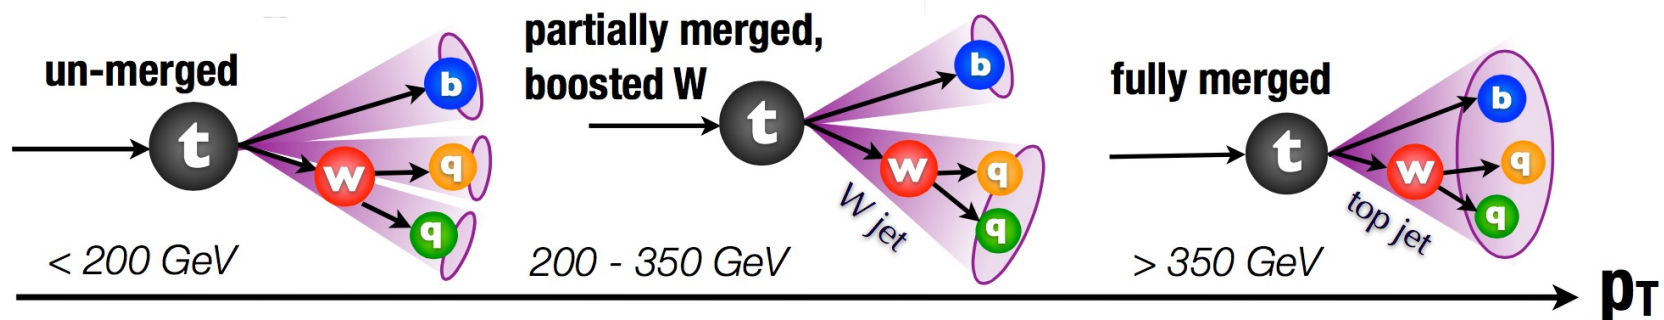 un-merged
t
b
w
q
q
< 200 GeV
partially merged,
boosted W
t
b
w
q
q
W jet
200 - 350 GeV
fully merged
t
b
w
q
q
top jet
> 350 GeV
pT